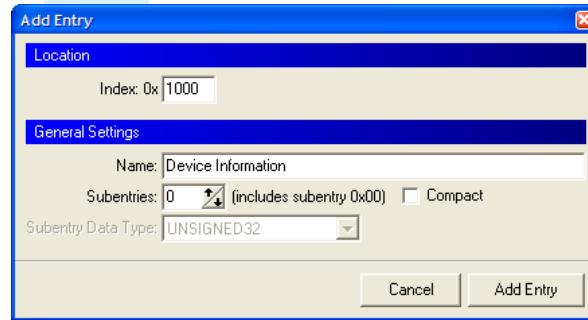 Add Entry
Location
Index: 0x 1000
General Settings
Name: Device Information
Subentries: 0 (includes subentry 0x00) Compact
Subentry Data Type: UNSIGNED32
Cancel Add Entry